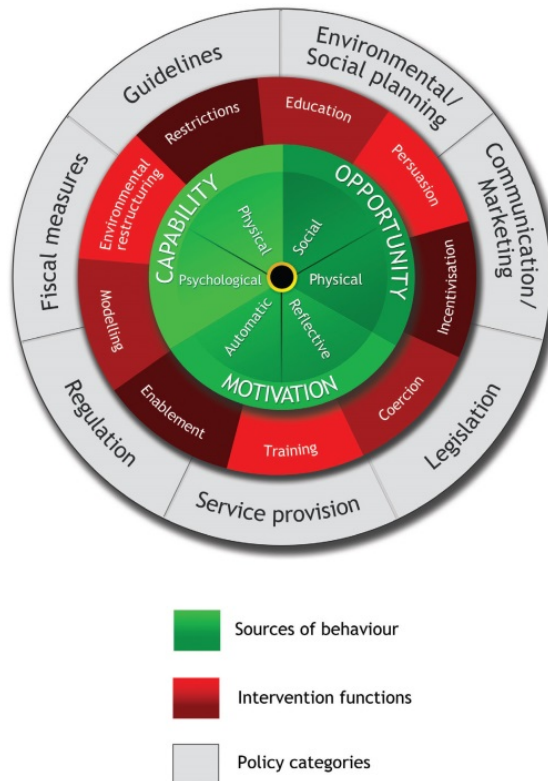 Guidelines
Environmental/
Social planning
Communication/
Marketing
Legislation
Service provision
Regulation
Fiscal measures
Restrictions
Education
Persuasion
Incentivisation
Coercion
Training
Enablement
Modelling
Environmental
restructuring
CAPABILITY
OPPORTUNITY
MOTIVATION
Physical
Social
Physical
Reflective
Automatic
Psychological
Sources of behaviour
Intervention functions
Policy categories